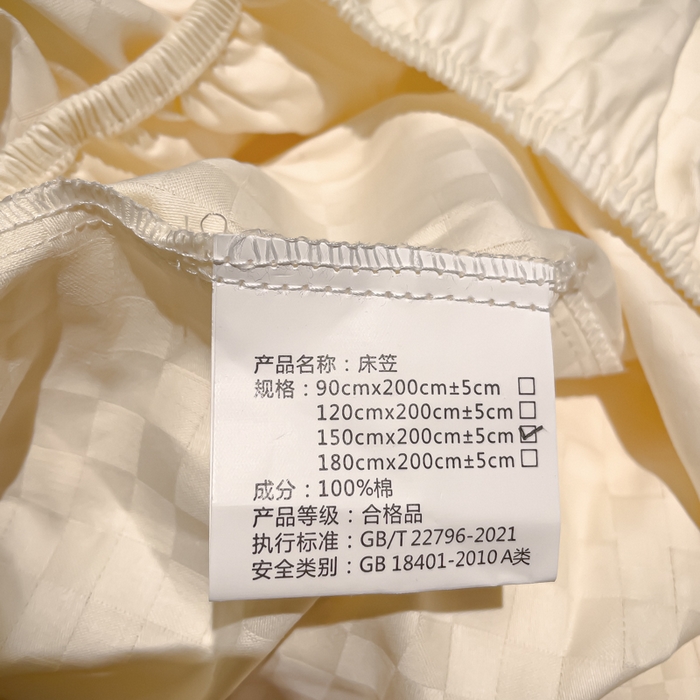 产品名称：床笠
规格：90cmx200cm±5cm □
120cmx200cm±5cm □
150cmx200cm±5cm ☑
180cmx200cm±5cm □
成分：100%棉
产品等级：合格品
执行标准：GB/T 22796-2021
安全类别：GB 18401-2010 A类